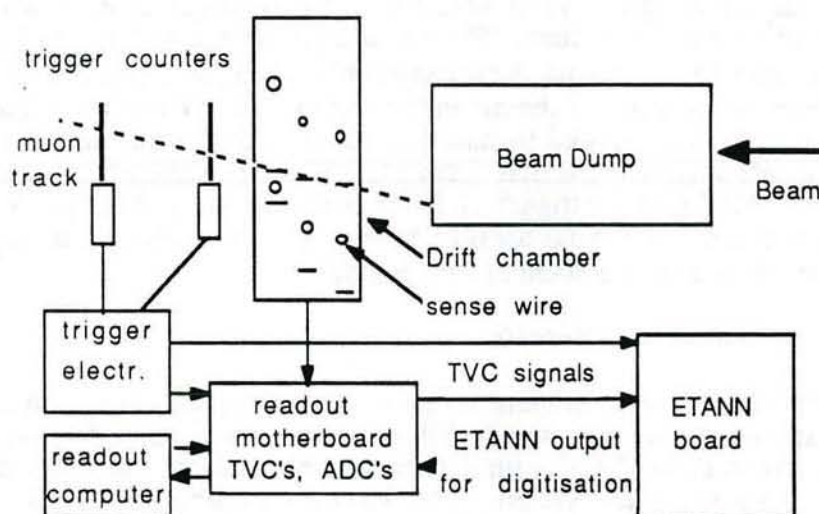 trigger counters
muon
track
Beam Dump
Beam
Drift chamber
sense wire
trigger
electr.
TVC signals
readout
motherboard
TVC's, ADC's
ETANN output
for digitisation
ETANN
board
readout
computer